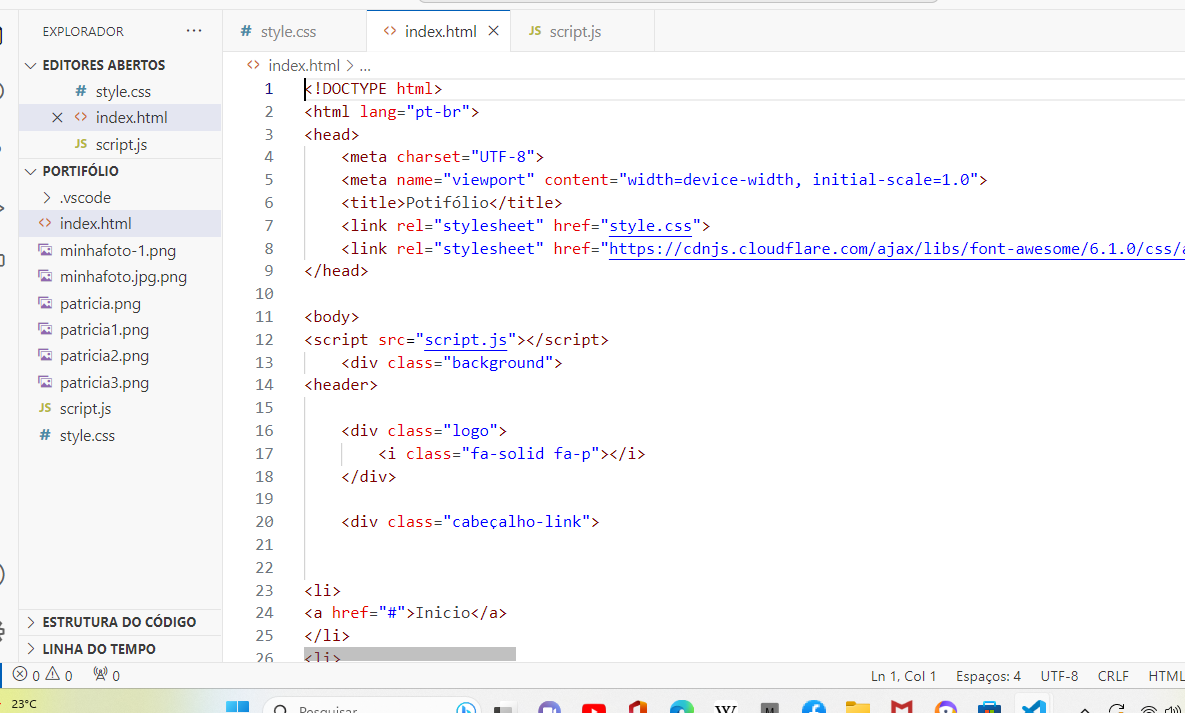 EXPLORADOR
···
EDITORES ABERTOS
# style.css
<> index.html
JS script.js
PORTIFÓLIO
.vscode
<> index.html
minhafoto-1.png
minhafoto.jpg.png
patricia.png
patricia1.png
patricia2.png
patricia3.png
JS script.js
# style.css
ESTRUTURA DO CÓDIGO
LINHA DO TEMPO
# style.css
<> index.html
JS script.js
<> index.html > ...
1 <!DOCTYPE html>
2 <html lang="pt-br">
3 <head>
4 <meta charset="UTF-8">
5 <meta name="viewport" content="width=device-width, initial-scale=1.0">
6 <title>Potifólio</title>
7 <link rel="stylesheet" href="style.css">
8 <link rel="stylesheet" href="https://cdnjs.cloudflare.com/ajax/libs/font-awesome/6.1.0/css/
9 </head>
10
11 <body>
12 <script src="script.js"></script>
13 <div class="background">
14 <header>
15
16 <div class="logo">
17 <i class="fa-solid fa-p"></i>
18 </div>
19
20 <div class="cabeçalho-link">
21
22
23 <li>
24 <a href="#">Inicio</a>
25 </li>
26 <li>
0 0 0
Ln 1, Col 1 Espaços: 4 UTF-8 CRLF HTML
23°C
Pesquisar